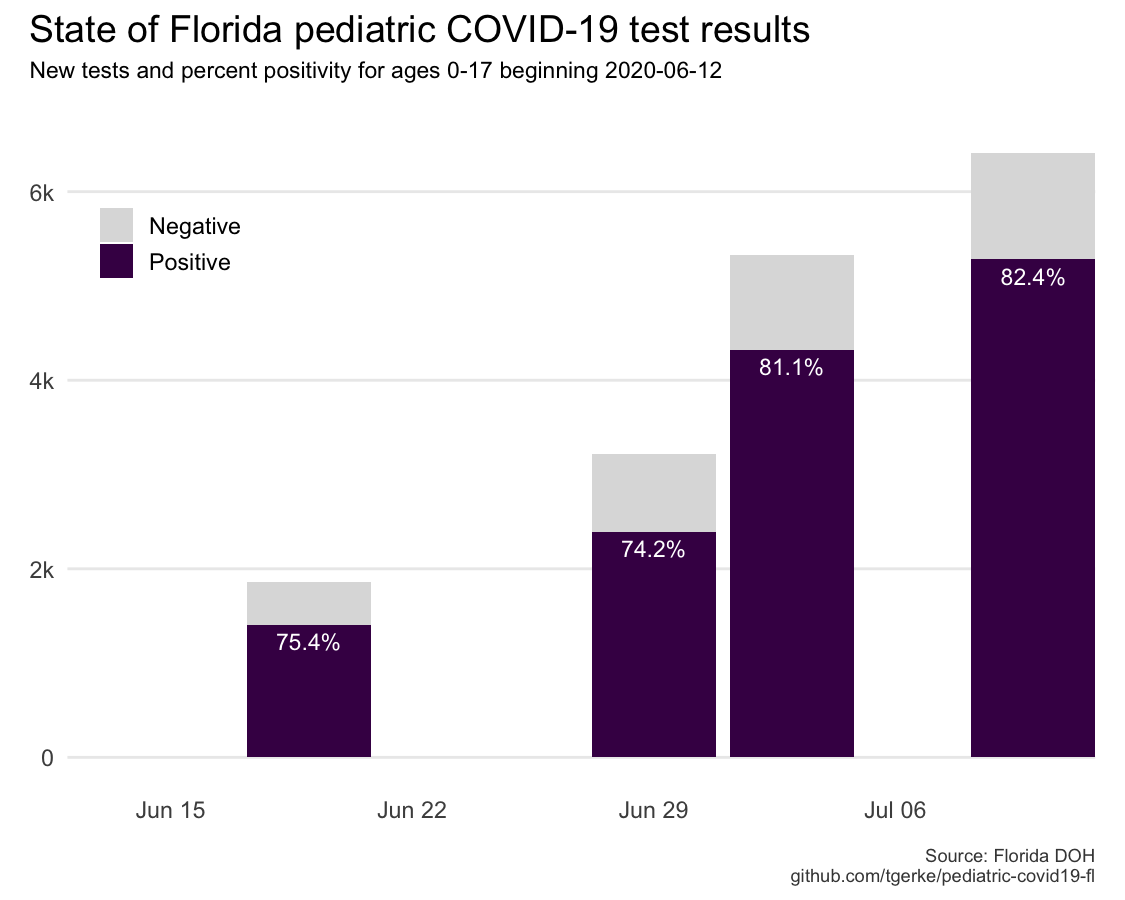 State of Florida pediatric COVID-19 test results
New tests and percent positivity for ages 0-17 beginning 2020-06-12
6k
Negative
Positive
82.4%
81.1%
4k
74.2%
2k
75.4%
0
Jun 15
Jun 22
Jun 29
Jul 06
Source: Florida DOH
github.com/tgerke/pediatric-covid19-fl